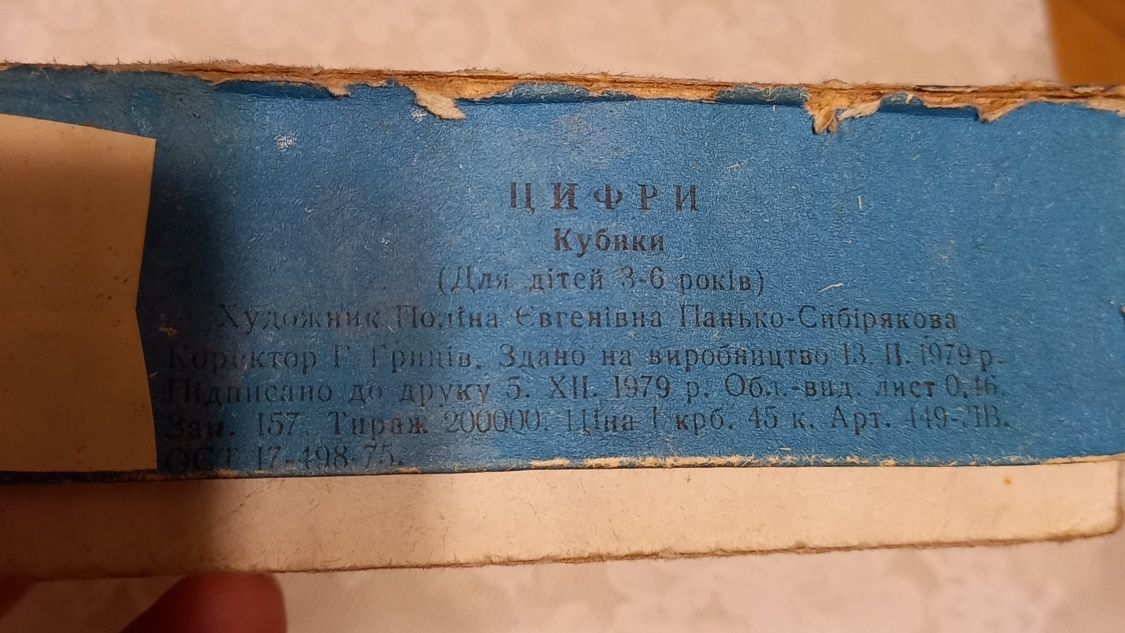 ЦИФРИ
Кубики
(Для дітей 3-6 років)
Художник Поліна Євгенівна Панько-Сибірякова
Коректор Г. Гриців. Здано на виробництво 13. II. 1979 р.
Підписано до друку 5. XII. 1979 р. Обл.-вид. лист 0,46.
Зам. 157. Тираж 200000. Ціна 1 крб. 45 к. Арт. 149-ЛВ.
ОСТ 17-498-75.